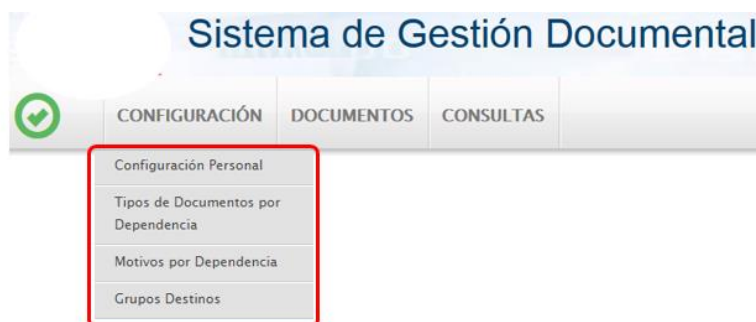 Sistema de Gestión Documental
CONFIGURACIÓN DOCUMENTOS CONSULTAS
Configuración Personal
Tipos de Documentos por
Dependencia
Motivos por Dependencia
Grupos Destinos